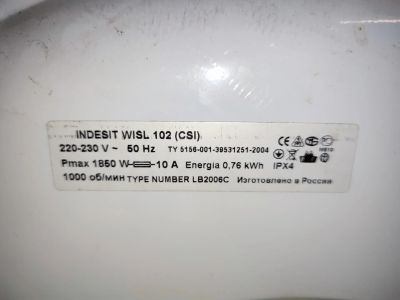 INDESIT WISL 102 (CSI)
220-230 V ~ 50 Hz TY 5156-001-39531251-2004
Pmax 1850 W 10 A Energia 0,76 kWh IPX4
1000 об/мин TYPE NUMBER LB2006C Изготовлено в России